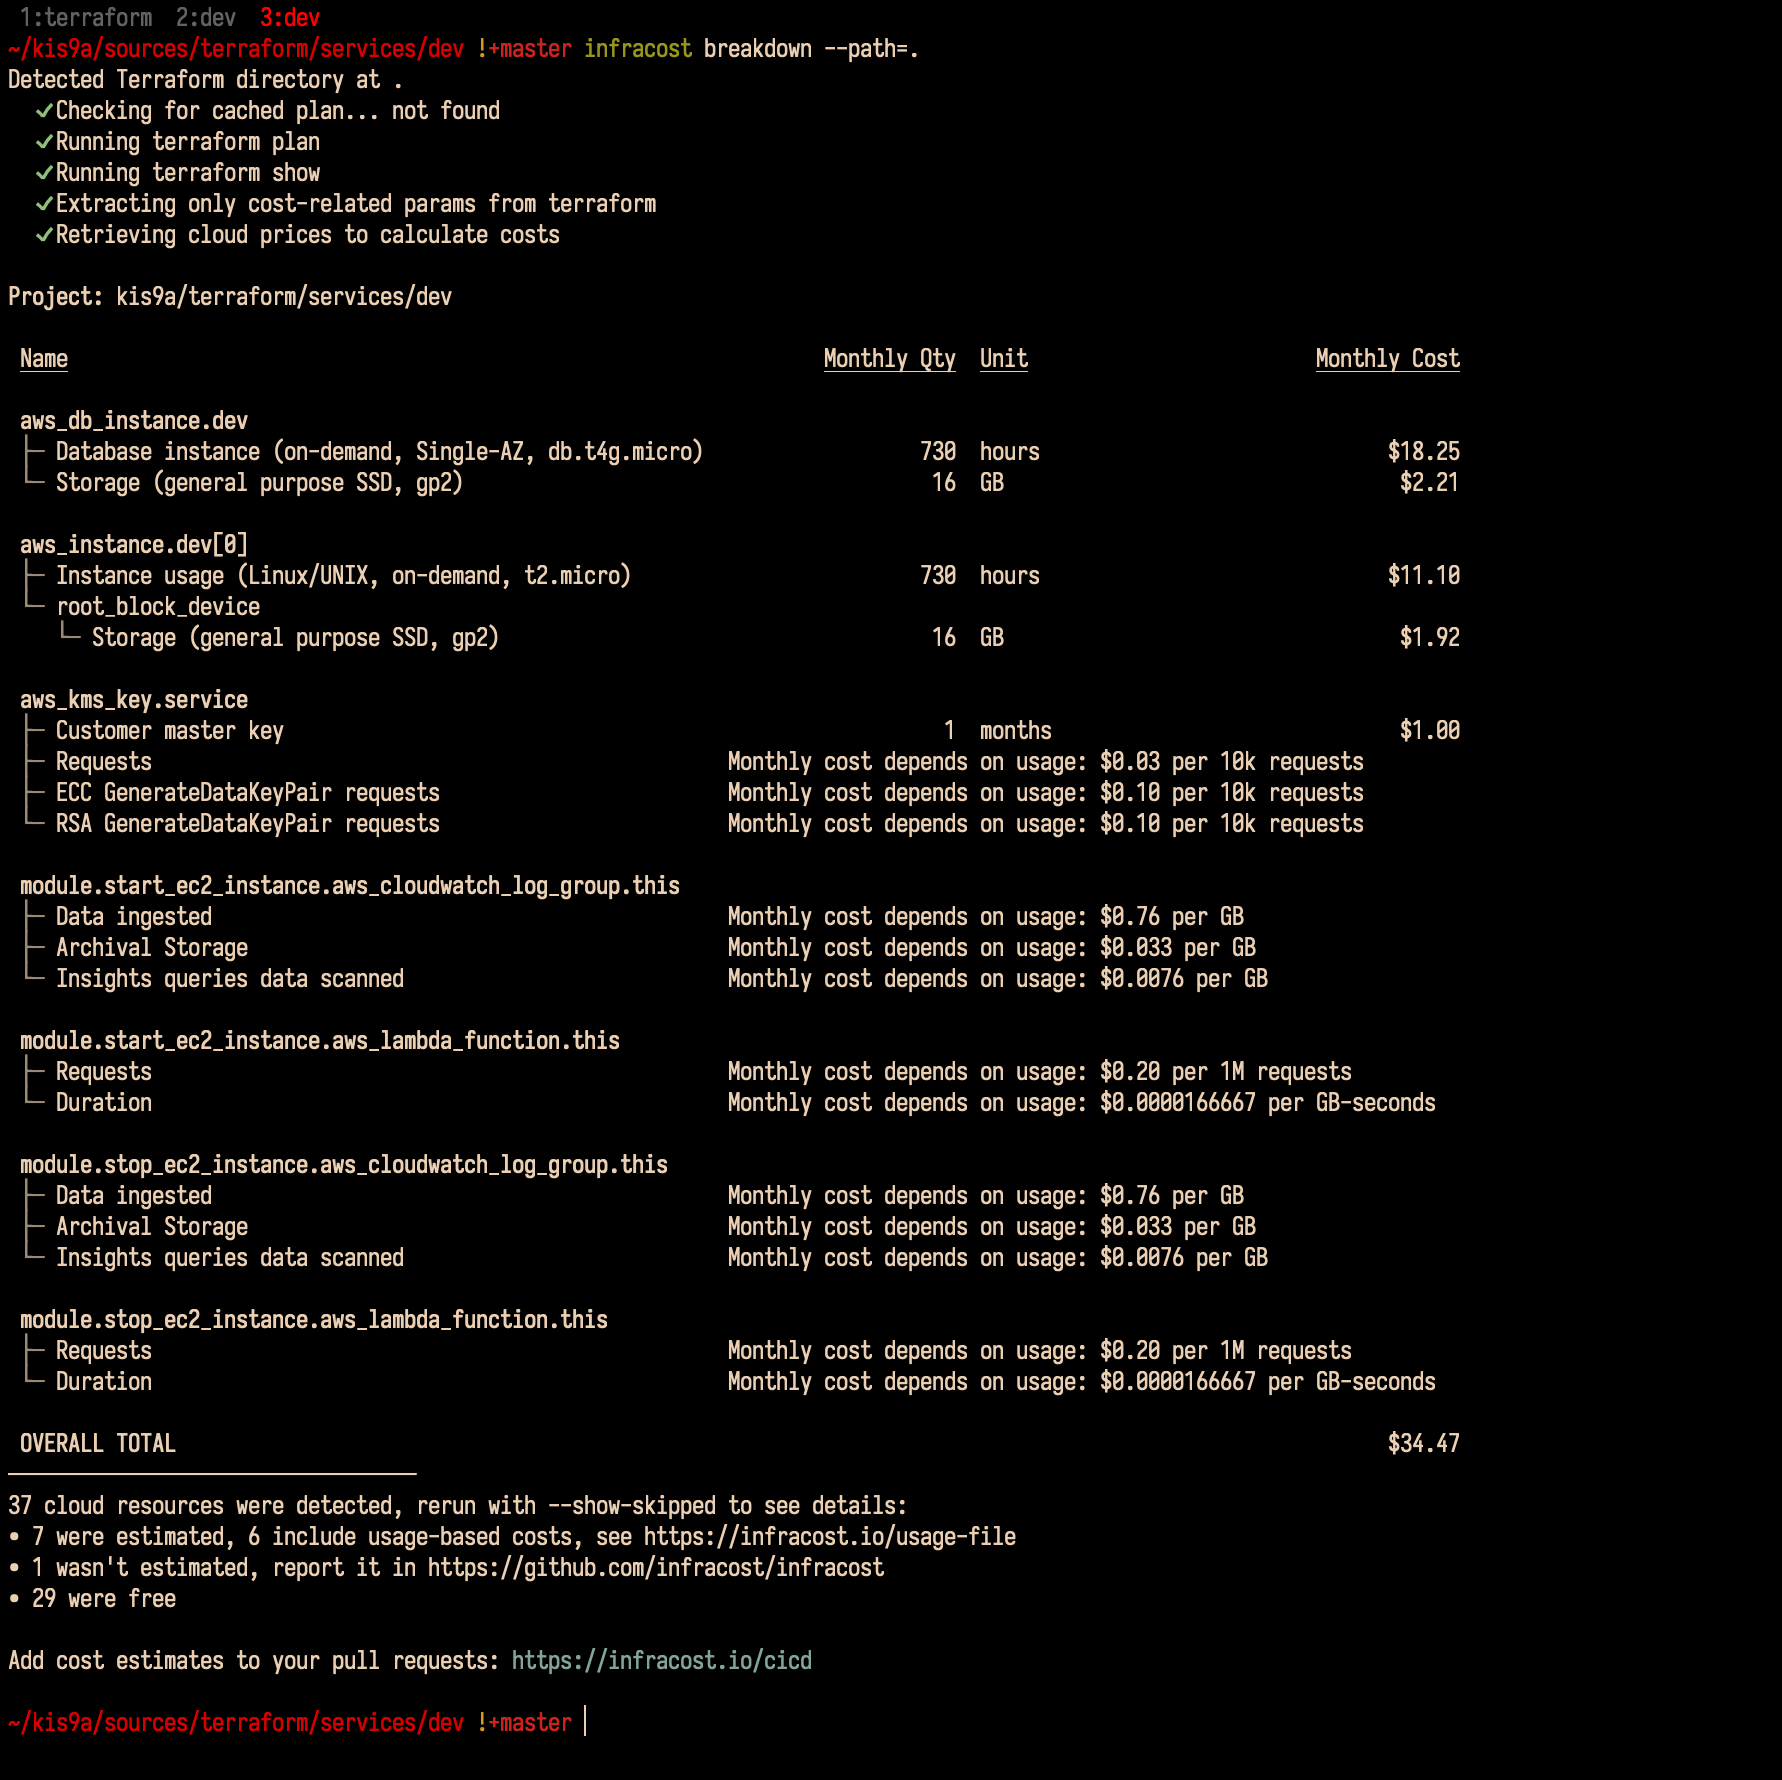 1:terraform  2:dev  3:dev
~/kis9a/sources/terraform/services/dev !+master infracost breakdown --path=.
Detected Terraform directory at .
  ✓Checking for cached plan... not found
  ✓Running terraform plan
  ✓Running terraform show
  ✓Extracting only cost-related params from terraform
  ✓Retrieving cloud prices to calculate costs
Project: kis9a/terraform/services/dev
Name  Monthly Qty  Unit  Monthly Cost
aws_db_instance.dev
├─ Database instance (on-demand, Single-AZ, db.t4g.micro)  730  hours  $18.25
└─ Storage (general purpose SSD, gp2)  16  GB  $2.21
aws_instance.dev[0]
├─ Instance usage (Linux/UNIX, on-demand, t2.micro)  730  hours  $11.10
└─ root_block_device
   └─ Storage (general purpose SSD, gp2)  16  GB  $1.92
aws_kms_key.service
├─ Customer master key  1  months  $1.00
├─ Requests  Monthly cost depends on usage: $0.03 per 10k requests
├─ ECC GenerateDataKeyPair requests  Monthly cost depends on usage: $0.10 per 10k requests
└─ RSA GenerateDataKeyPair requests  Monthly cost depends on usage: $0.10 per 10k requests
module.start_ec2_instance.aws_cloudwatch_log_group.this
├─ Data ingested  Monthly cost depends on usage: $0.76 per GB
├─ Archival Storage  Monthly cost depends on usage: $0.033 per GB
└─ Insights queries data scanned  Monthly cost depends on usage: $0.0076 per GB
module.start_ec2_instance.aws_lambda_function.this
├─ Requests  Monthly cost depends on usage: $0.20 per 1M requests
└─ Duration  Monthly cost depends on usage: $0.0000166667 per GB-seconds
module.stop_ec2_instance.aws_cloudwatch_log_group.this
├─ Data ingested  Monthly cost depends on usage: $0.76 per GB
├─ Archival Storage  Monthly cost depends on usage: $0.033 per GB
└─ Insights queries data scanned  Monthly cost depends on usage: $0.0076 per GB
module.stop_ec2_instance.aws_lambda_function.this
├─ Requests  Monthly cost depends on usage: $0.20 per 1M requests
└─ Duration  Monthly cost depends on usage: $0.0000166667 per GB-seconds
OVERALL TOTAL  $34.47
──────────────────────────────────
37 cloud resources were detected, rerun with --show-skipped to see details:
• 7 were estimated, 6 include usage-based costs, see https://infracost.io/usage-file
• 1 wasn't estimated, report it in https://github.com/infracost/infracost
• 29 were free
Add cost estimates to your pull requests: https://infracost.io/cicd
~/kis9a/sources/terraform/services/dev !+master